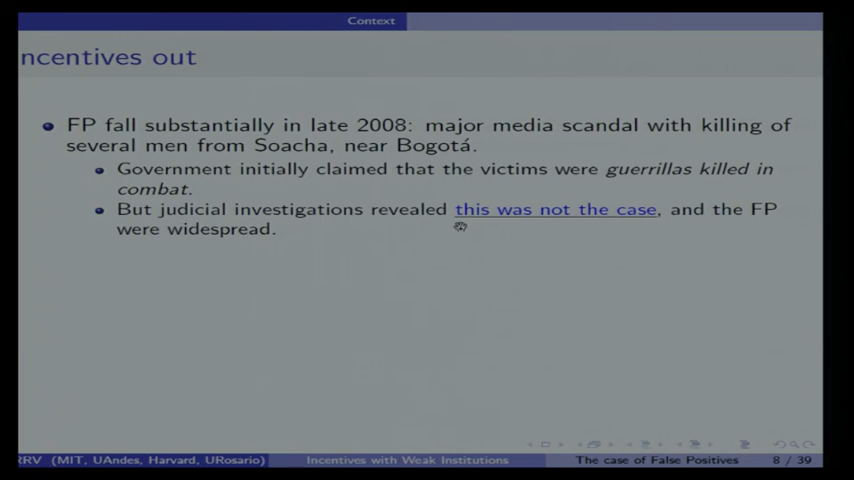 Context
ncentives out
FP fall substantially in late 2008: major media scandal with killing of
several men from Soacha, near Bogotá.
Government initially claimed that the victims were guerrillas killed in
combat.
But judicial investigations revealed this was not the case, and the FP
were widespread.
RRV (MIT, UAndes, Harvard, URosario)
Incentives with Weak Institutions
The case of False Positives
8 / 39